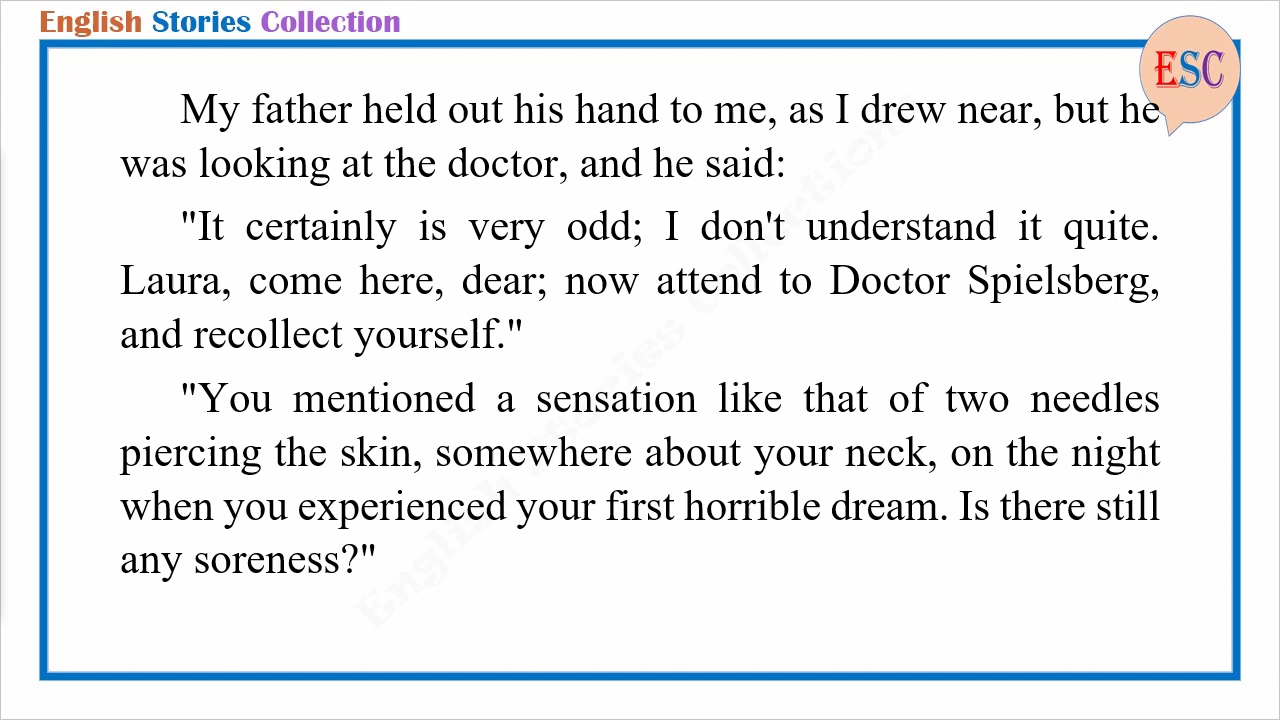 English Stories Collection
ESC
My father held out his hand to me, as I drew near, but he
was looking at the doctor, and he said:
"It certainly is very odd; I don't understand it quite.
Laura, come here, dear; now attend to Doctor Spielsberg,
and recollect yourself."
"You mentioned a sensation like that of two needles
piercing the skin, somewhere about your neck, on the night
when you experienced your first horrible dream. Is there still
any soreness?"
English Stories Collection